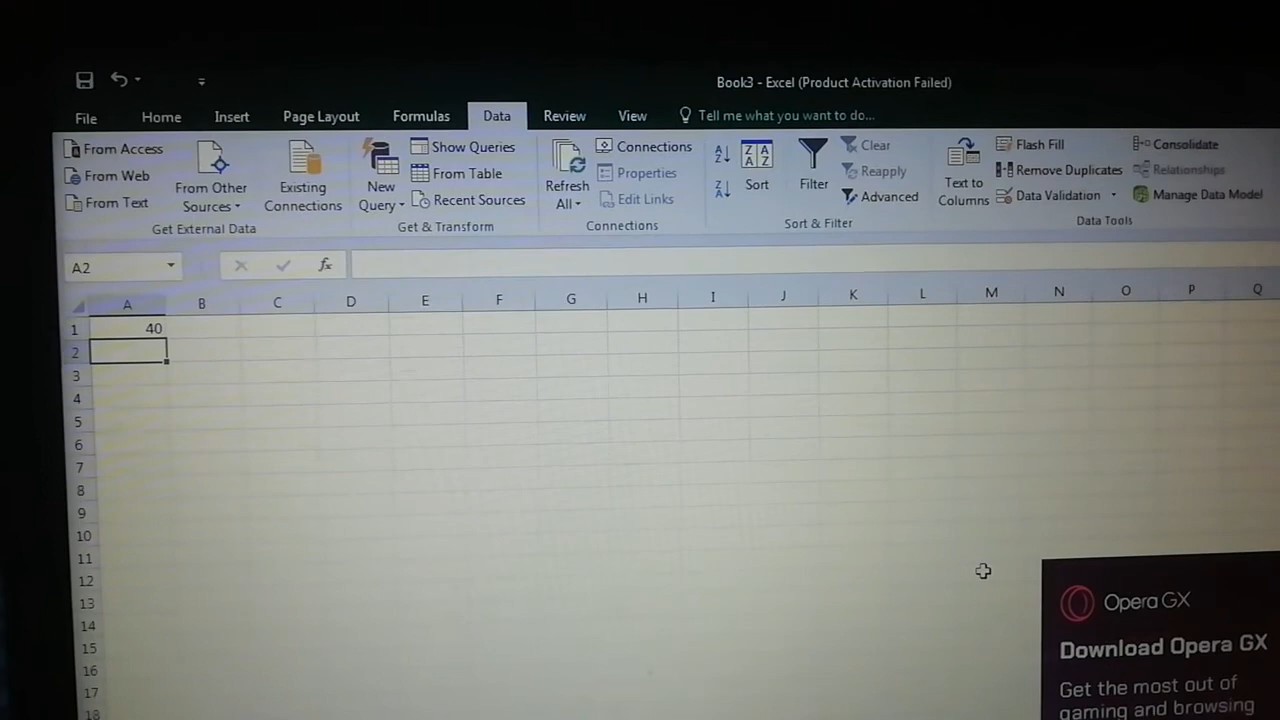 Book3 - Excel (Product Activation Failed)
File Home Insert Page Layout Formulas Data Review View Tell me what you want to do...
From Access
From Web
From Text
From Other
Sources
Get External Data
Existing
Connections
New
Query
Show Queries
From Table
Recent Sources
Get & Transform
Refresh
All
Connections
Properties
Edit Links
Connections
Sort
Filter
Clear
Reapply
Advanced
Sort & Filter
Text to
Columns
Flash Fill
Remove Duplicates
Data Validation
Consolidate
Relationships
Manage Data Model
Data Tools
A2 fx
A B C D E F G H I J K L M N O P Q
1 40
2
3
4
5
6
7
8
9
10
11
12
13
14
15
16
17
18
Opera GX
Download Opera GX
Get the most out of
gaming and browsing